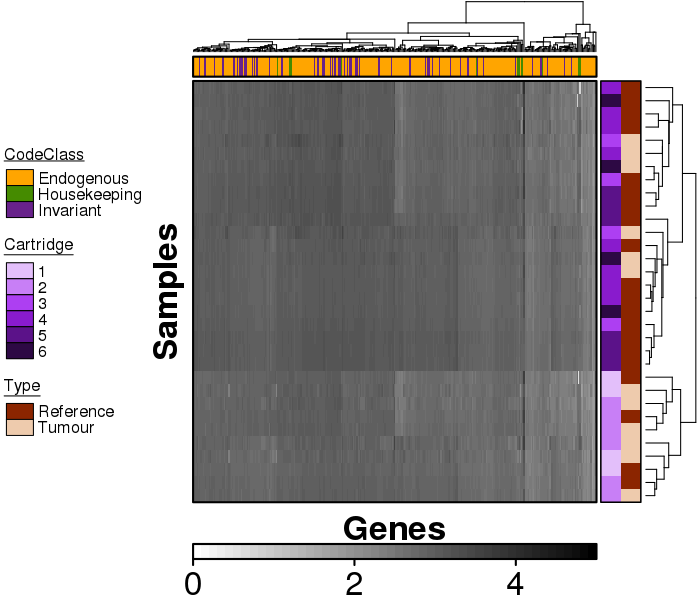 CodeClass
Endogenous
Housekeeping
Invariant
Cartridge
1
2
3
4
5
6
Type
Reference
Tumour
Samples
Genes
0 2 4